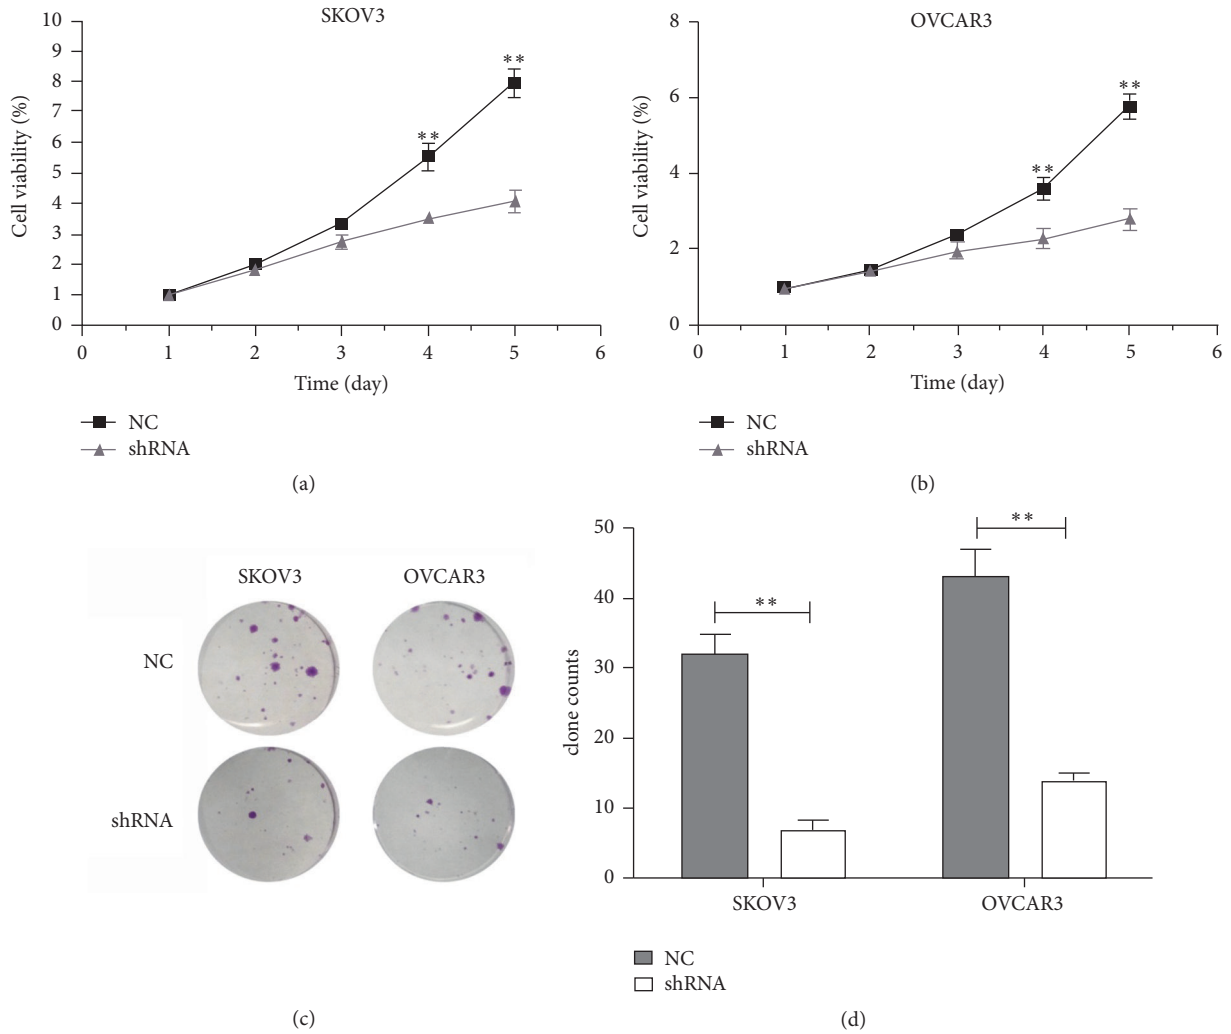 SKOV3
10
9
8
7
6
5
4
3
2
1
0
Cell viability (%)
**
**
0 1 2 3 4 5 6
Time (day)
NC
shRNA
(a)
OVCAR3
8
6
4
2
0
Cell viability (%)
**
**
0 1 2 3 4 5 6
Time (day)
NC
shRNA
(b)
SKOV3 OVCAR3
NC
shRNA
(c)
50
40
30
20
10
0
clone counts
**
**
SKOV3 OVCAR3
NC
shRNA
(d)